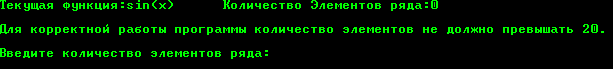 Текущая функция:sin(x)      Количество Элементов ряда:0
Для корректной работы программы количество элементов не должно превышать 20.
Введите количество элементов ряда: